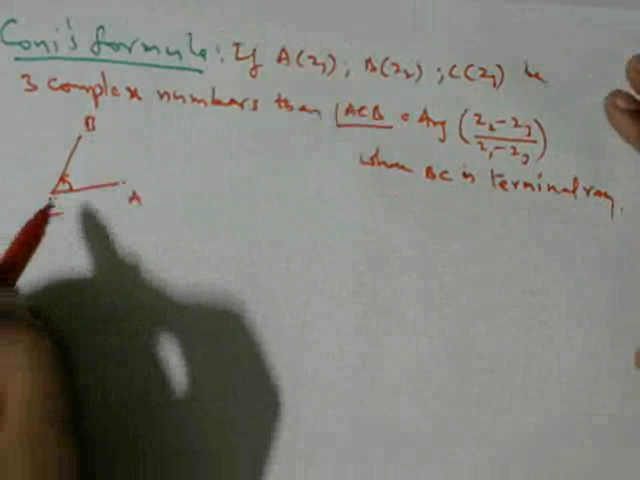 Coni's formula: If A(z₁); B(z₂); C(z₃) be
3 complex numbers then ∠ACB = Arg (z₂-z₃ / z₁-z₃)
when BC is terminal ray.
B
A
C